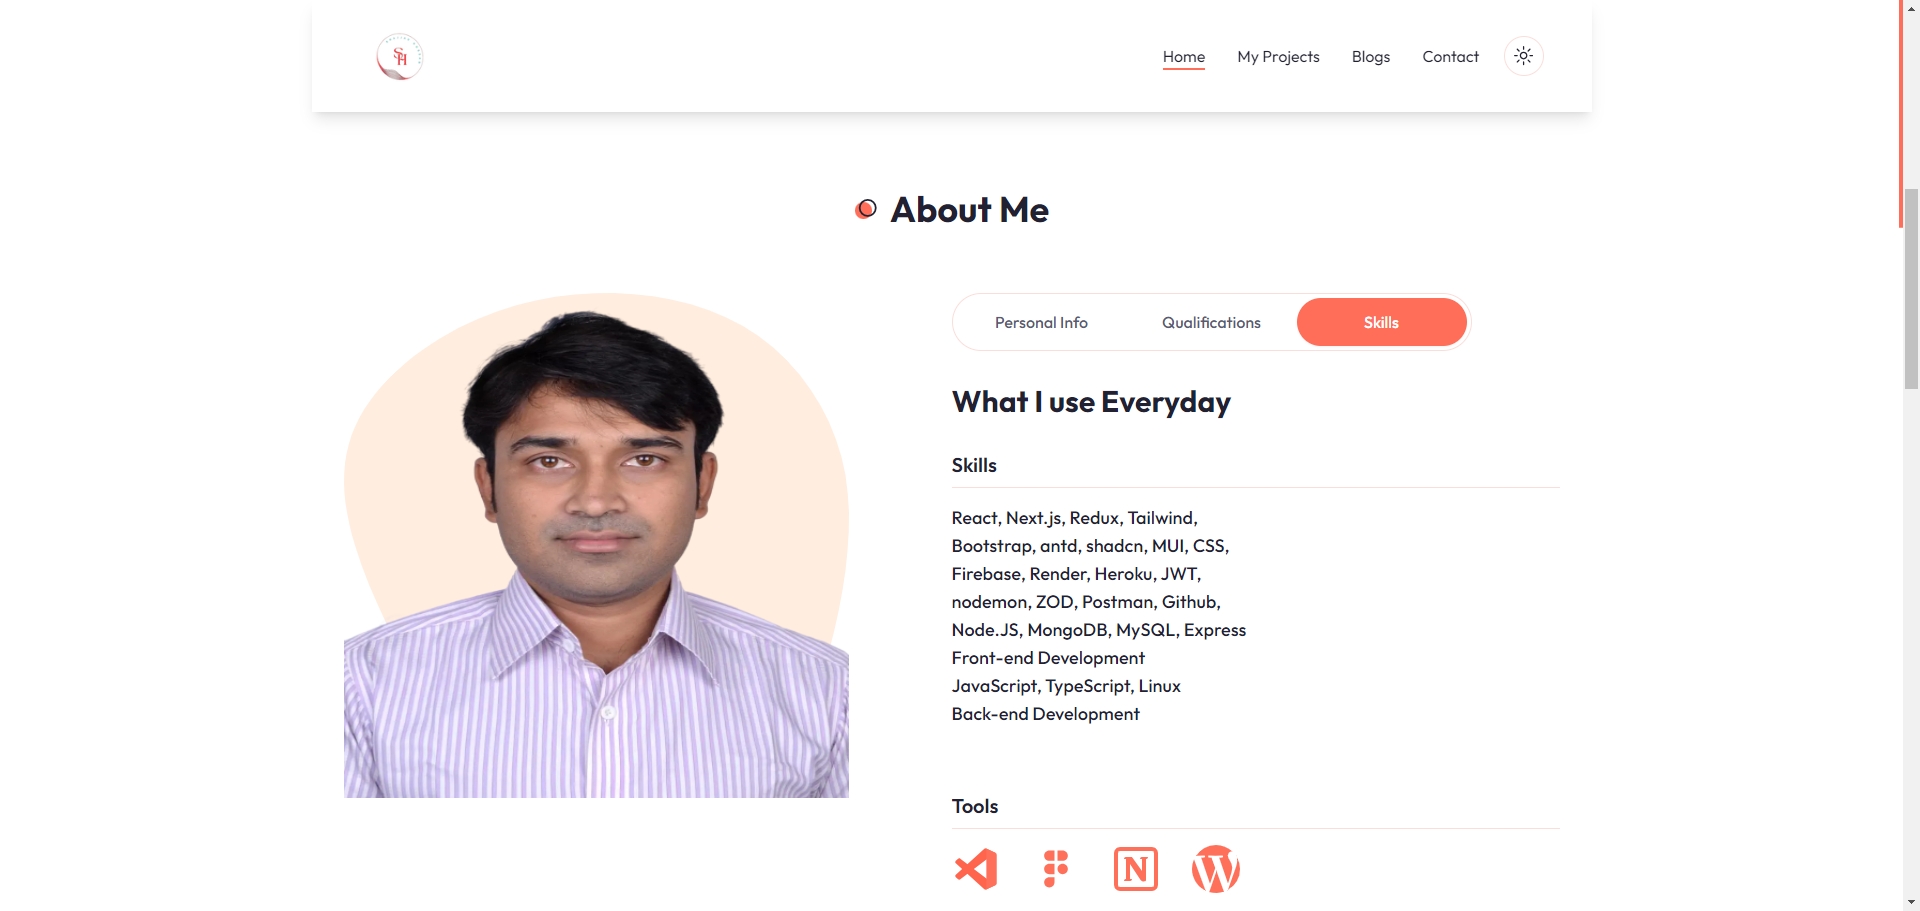 SH
Home
My Projects
Blogs
Contact
About Me
Personal Info
Qualifications
Skills
What I use Everyday
Skills
React, Next.js, Redux, Tailwind,
Bootstrap, antd, shadcn, MUI, CSS,
Firebase, Render, Heroku, JWT,
nodemon, ZOD, Postman, Github,
Node.JS, MongoDB, MySQL, Express
Front-end Development
JavaScript, TypeScript, Linux
Back-end Development
Tools
N
W